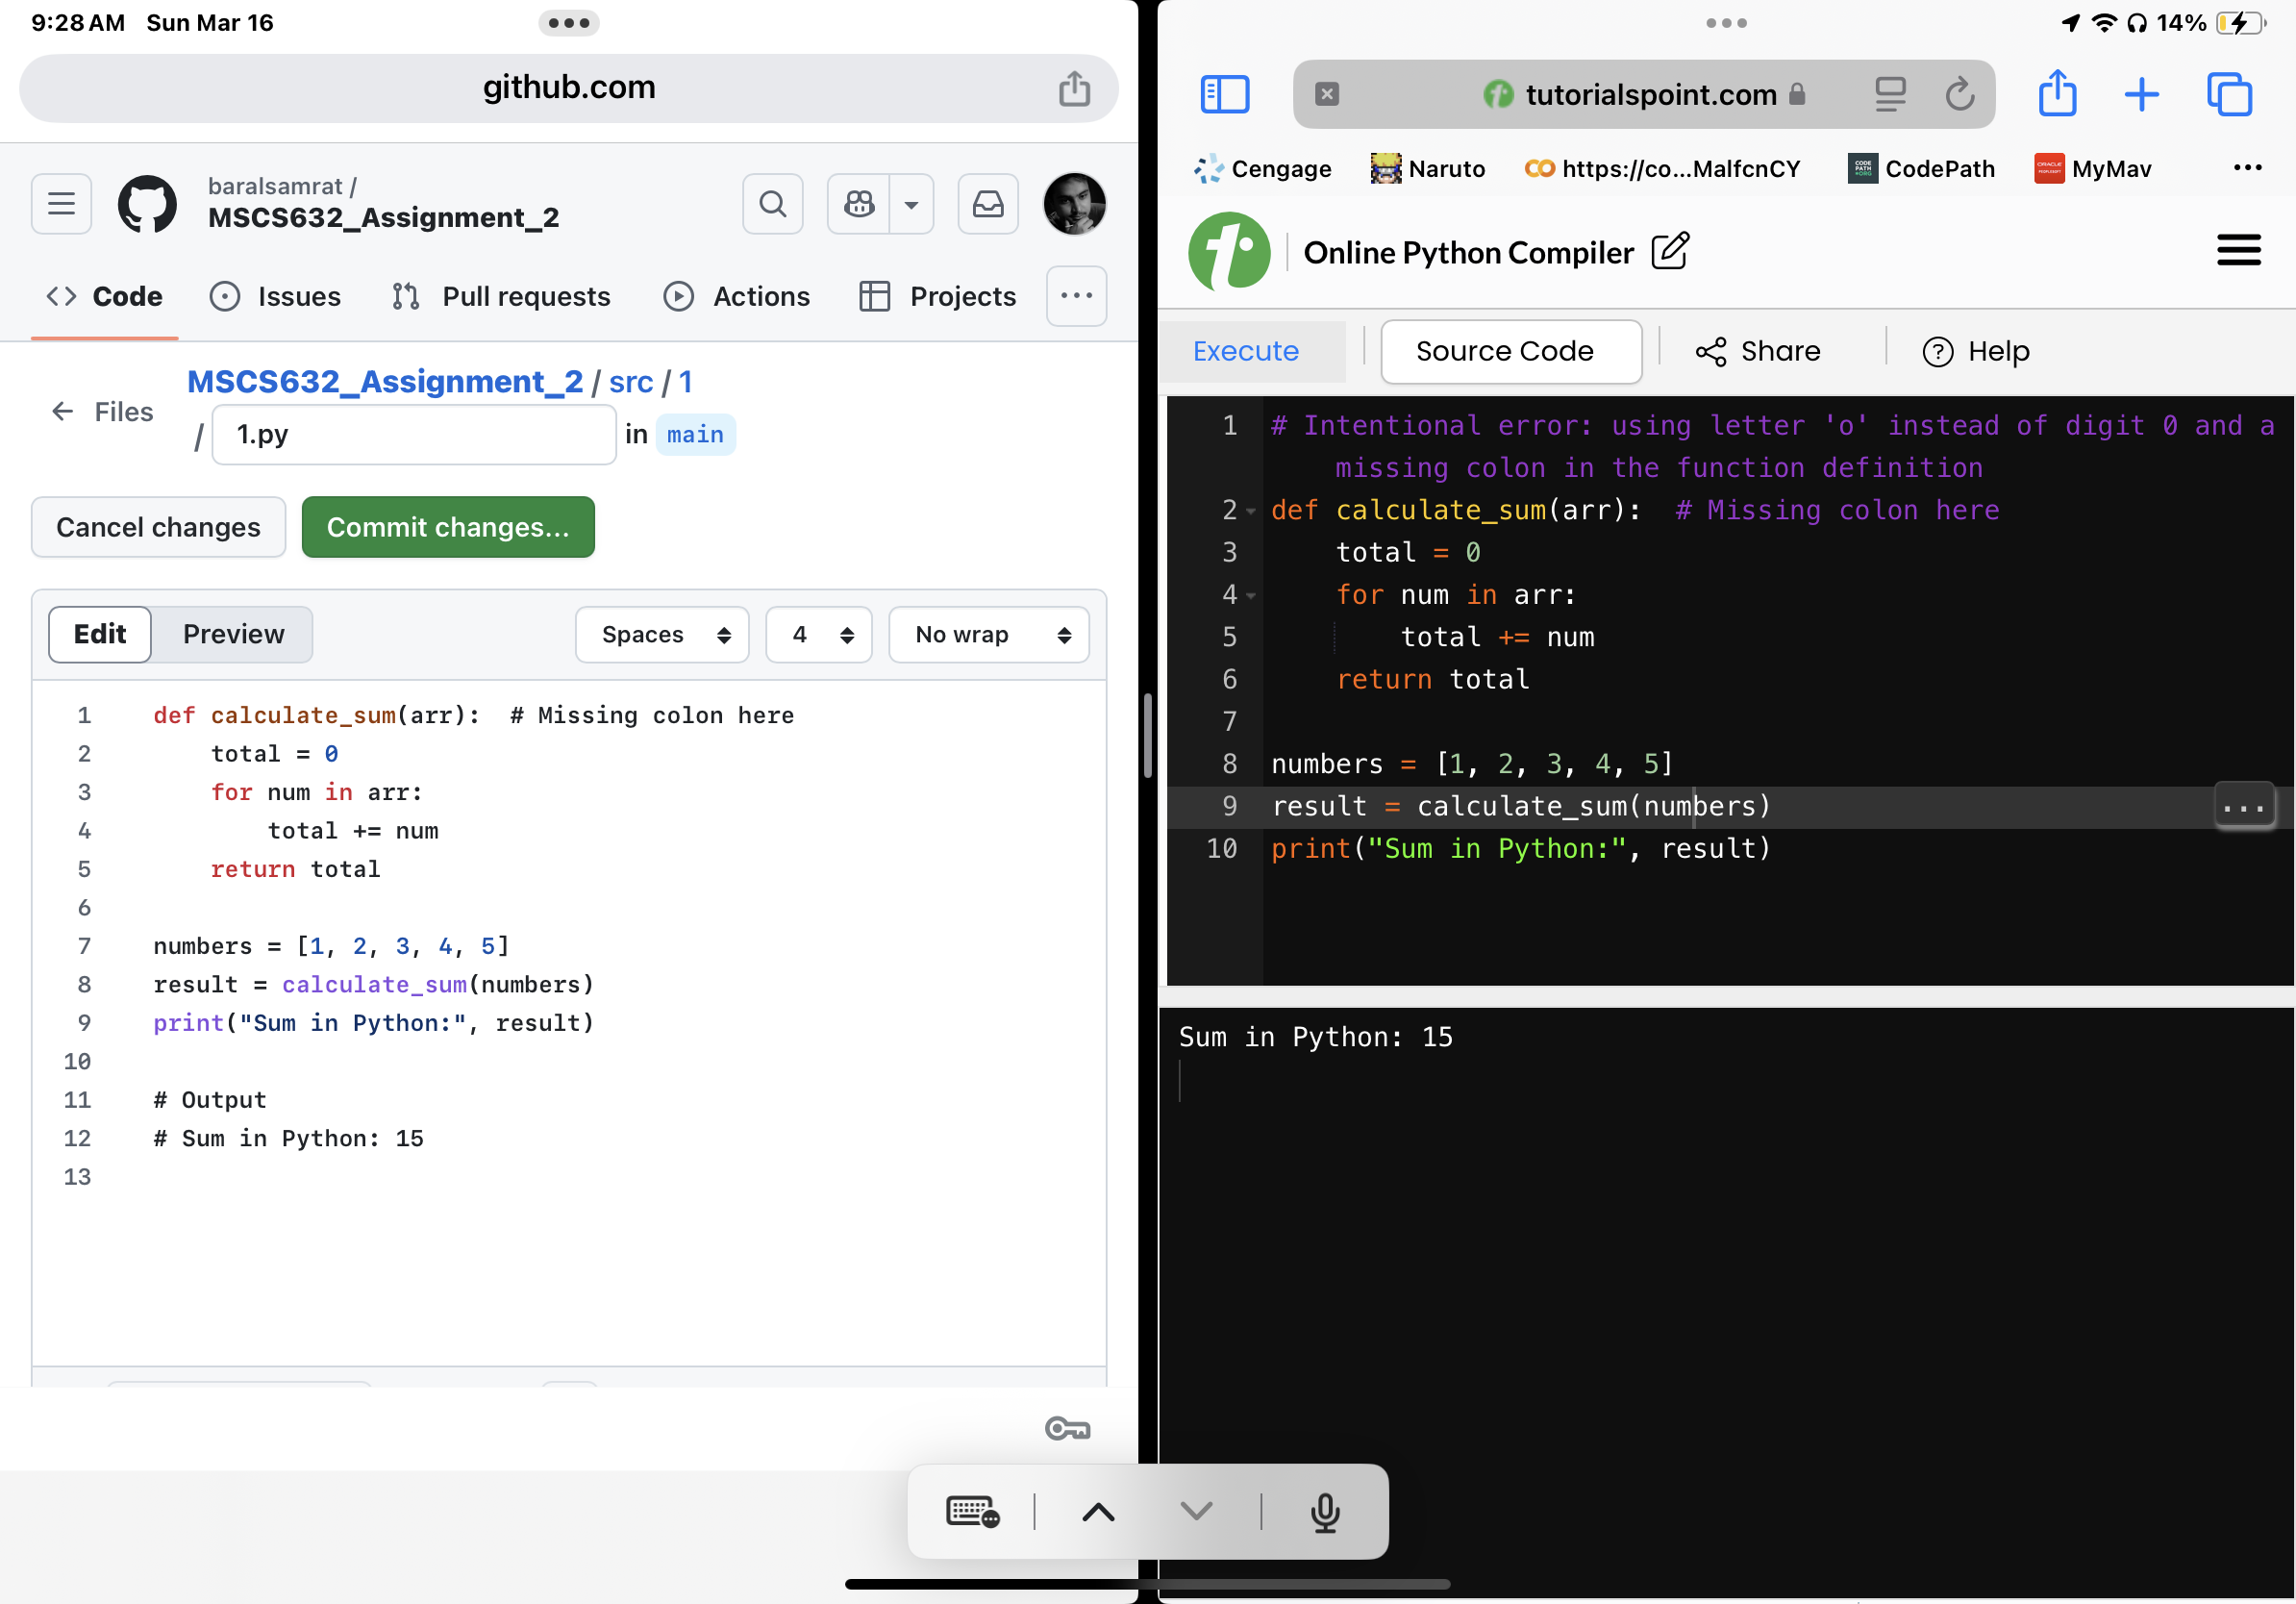 9:28 AM Sun Mar 16
github.com
baralsamrat /
MSCS632_Assignment_2
Code Issues Pull requests Actions Projects
Files
MSCS632_Assignment_2 / src / 1
/ 1.py in main
Cancel changes Commit changes...
Edit Preview Spaces 4 No wrap
1 def calculate_sum(arr):  # Missing colon here
2     total = 0
3     for num in arr:
4         total += num
5     return total
6
7 numbers = [1, 2, 3, 4, 5]
8 result = calculate_sum(numbers)
9 print("Sum in Python:", result)
10
11 # Output
12 # Sum in Python: 15
13
14%
tutorialspoint.com
Cengage Naruto https://co...MalfcnCY CodePath MyMav
Online Python Compiler
Execute Source Code Share Help
1 # Intentional error: using letter 'o' instead of digit 0 and a
missing colon in the function definition
2 def calculate_sum(arr):  # Missing colon here
3     total = 0
4     for num in arr:
5         total += num
6     return total
7
8 numbers = [1, 2, 3, 4, 5]
9 result = calculate_sum(numbers)
10 print("Sum in Python:", result)
Sum in Python: 15